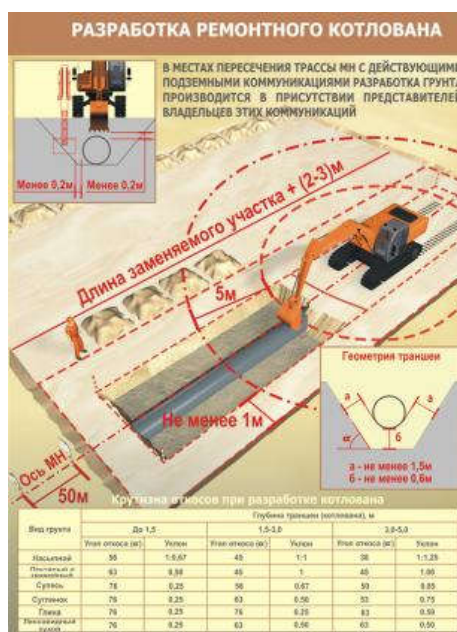 РАЗРАБОТКА РЕМОНТНОГО КОТЛОВАНА
В МЕСТАХ ПЕРЕСЕЧЕНИЯ ТРАССЫ МН С ДЕЙСТВУЮЩИМИ
ПОДЗЕМНЫМИ КОММУНИКАЦИЯМИ РАЗРАБОТКА ГРУНТА
ПРОИЗВОДИТСЯ В ПРИСУТСТВИИ ПРЕДСТАВИТЕЛЕЙ
ВЛАДЕЛЬЦЕВ ЭТИХ КОММУНИКАЦИЙ
Менее 0,2м Менее 0,2м
Длина заменяемого участка + (2-3)м
5м
Не менее 1м
Ось МН
50м
Геометрия траншеи
а а
α б
а - не менее 1,5м
б - не менее 0,6м
Крутизна откосов при разработке котлована
Вид грунта
Глубина траншеи (котлована), м
До 1,5 1,5-3,0 3,0-5,0
Угол откоса Уклон Угол откоса Уклон Угол откоса Уклон
Насыпной 56 1:0,67 45 1:1 38 1:1,25
63 0,50 45 1 45 1,00
Супесь 76 0,25 56 0,67 50 0,85
Суглинок 76 0,25 63 0,50 53 0,75
Глина 76 0,25 76 0,25 63 0,50
Лессовидный сухой 76 0,25 63 0,50 63 0,50